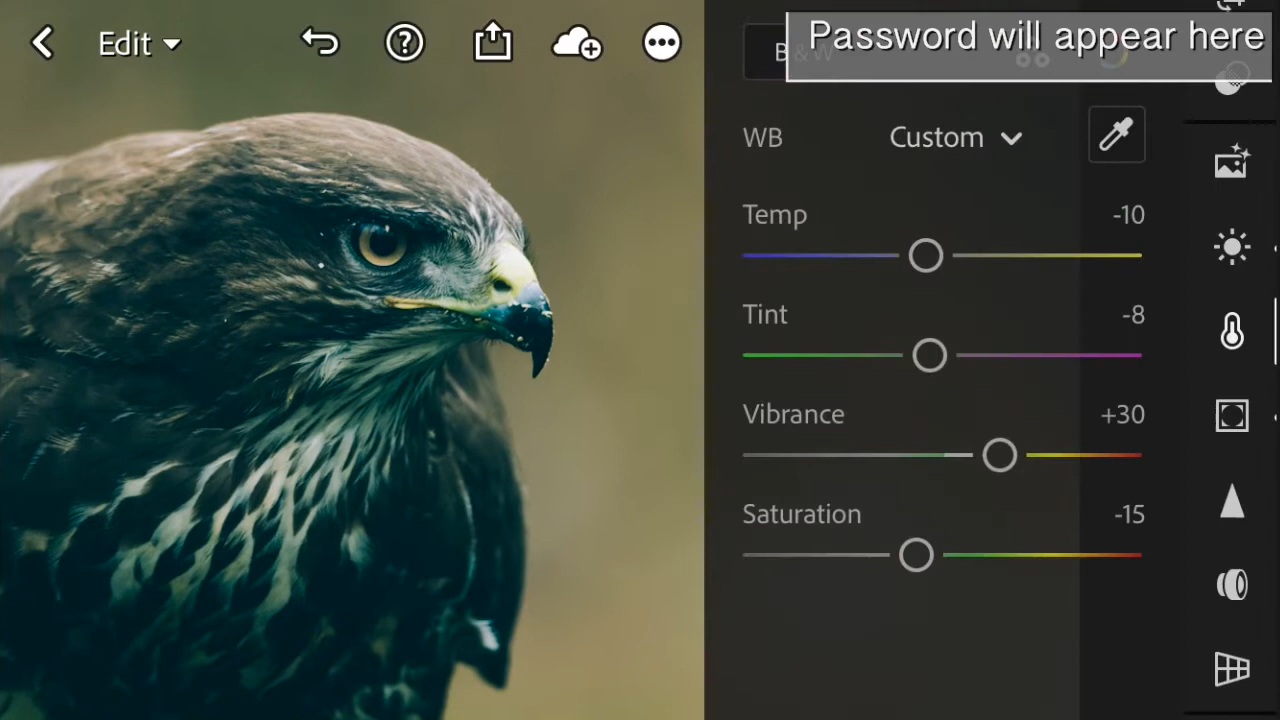 Edit
Password will appear here
B&W
WB
Custom
Temp
-10
Tint
-8
Vibrance
+30
Saturation
-15